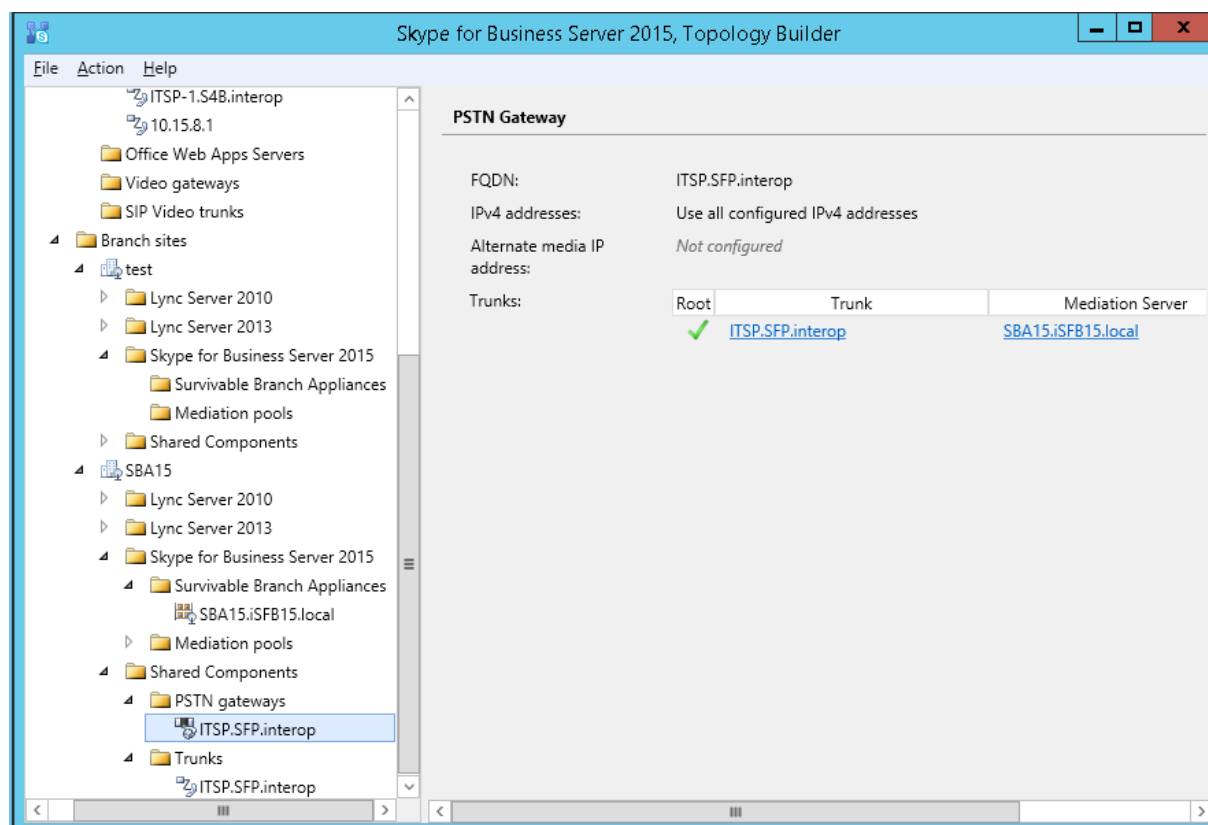 Skype for Business Server 2015, Topology Builder
File Action Help
ITSP-1.S4B.interop
10.15.8.1
Office Web Apps Servers
Video gateways
SIP Video trunks
Branch sites
test
Lync Server 2010
Lync Server 2013
Skype for Business Server 2015
Survivable Branch Appliances
Mediation pools
Shared Components
SBA15
Lync Server 2010
Lync Server 2013
Skype for Business Server 2015
Survivable Branch Appliances
SBA15.iSFB15.local
Mediation pools
Shared Components
PSTN gateways
ITSP.SFP.interop
Trunks
ITSP.SFP.interop
PSTN Gateway
FQDN: ITSP.SFP.interop
IPv4 addresses: Use all configured IPv4 addresses
Alternate media IP Not configured
address:
Trunks: Root Trunk Mediation Server
ITSP.SFP.interop SBA15.iSFB15.local